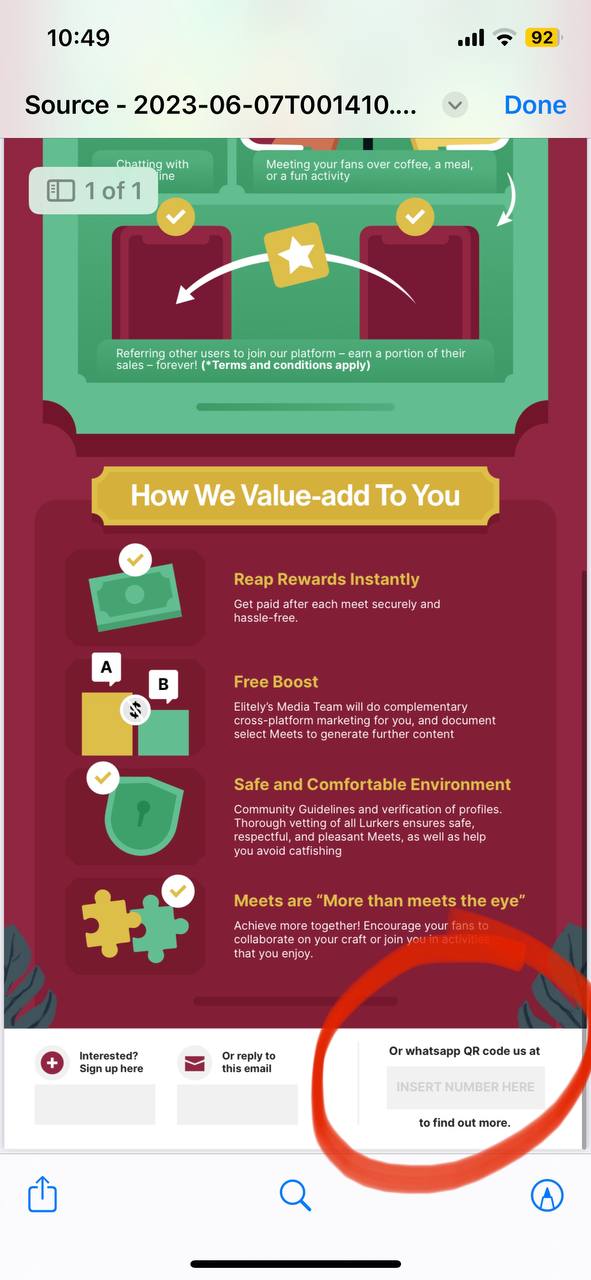 10:49
92
Source - 2023-06-07T001410....
Done
1 of 1
Chatting with
ine
Meeting your fans over coffee, a meal,
or a fun activity
Referring other users to join our platform – earn a portion of their
sales – forever! (*Terms and conditions apply)
How We Value-add To You
Reap Rewards Instantly
Get paid after each meet securely and
hassle-free.
A
B
$
Free Boost
Elitely’s Media Team will do complementary
cross-platform marketing for you, and document
select Meets to generate further content
Safe and Comfortable Environment
Community Guidelines and verification of profiles.
Thorough vetting of all Lurkers ensures safe,
respectful, and pleasant Meets, as well as help
you avoid catfishing
Meets are “More than meets the eye”
Achieve more together! Encourage your fans to
collaborate on your craft or join you in activities
that you enjoy.
Interested?
Sign up here
Or reply to
this email
Or whatsapp QR code us at
INSERT NUMBER HERE
to find out more.